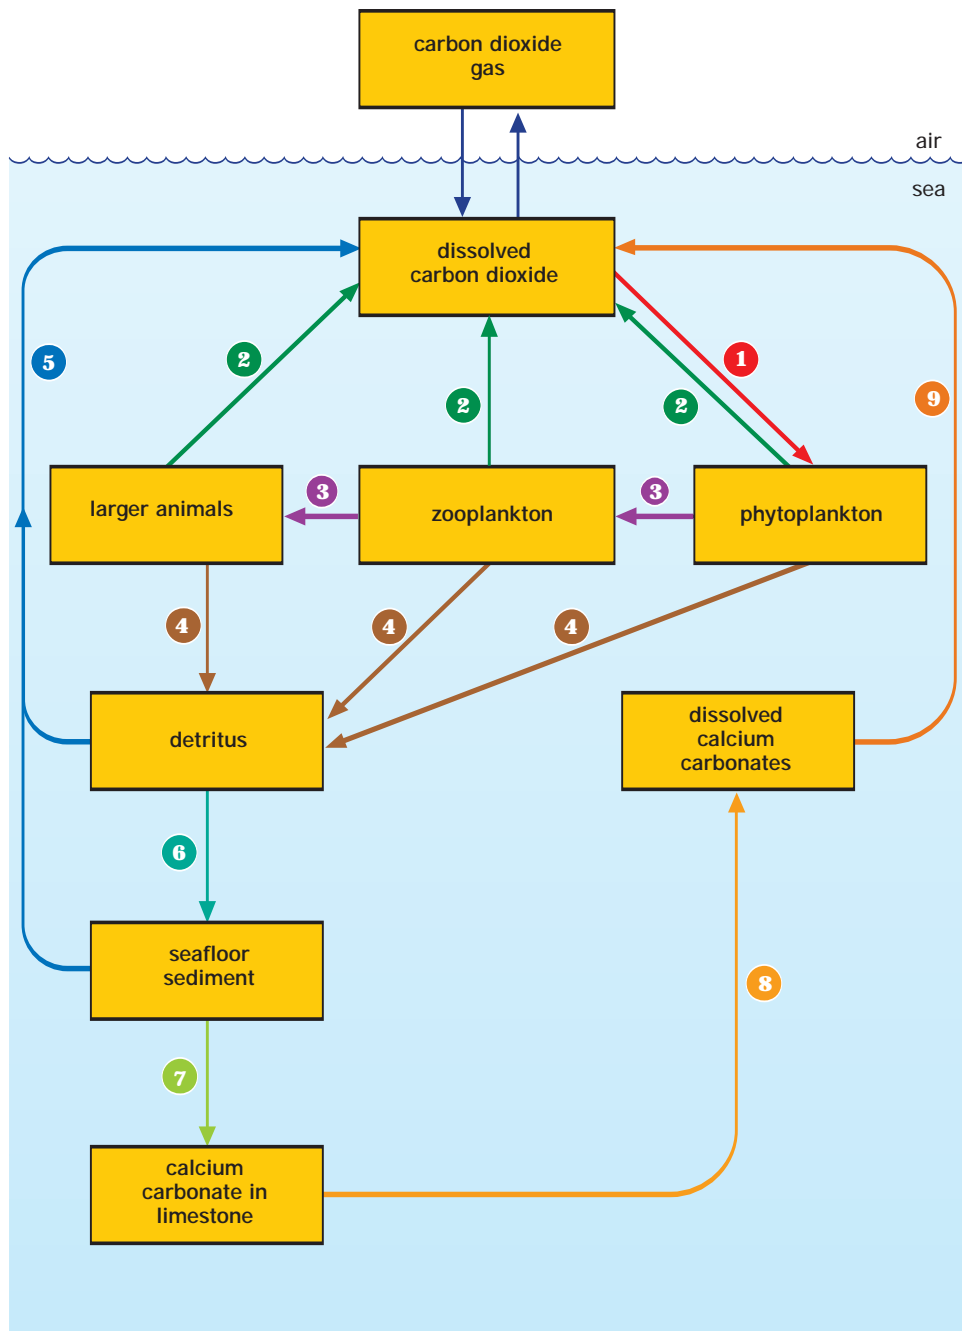 carbon dioxide
gas
air
sea
dissolved
carbon dioxide
5
2
1
2
2
9
3
3
larger animals
zooplankton
phytoplankton
4
4
4
detritus
dissolved
calcium
carbonates
6
seafloor
sediment
8
7
calcium
carbonate in
limestone